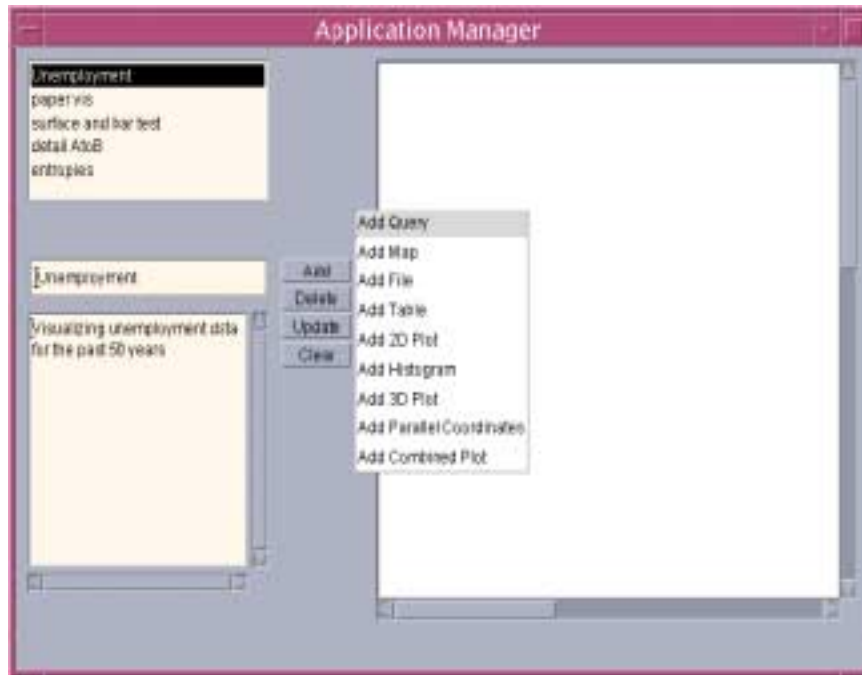 Application Manager
Unemployment
paper vis
surface and bar test
detail AtoB
entropies
Unemployment
Visualizing unemployment data
for the past 50 years
Add
Delete
Update
Clear
Add Query
Add Map
Add File
Add Table
Add 2D Plot
Add Histogram
Add 3D Plot
Add Parallel Coordinates
Add Combined Plot